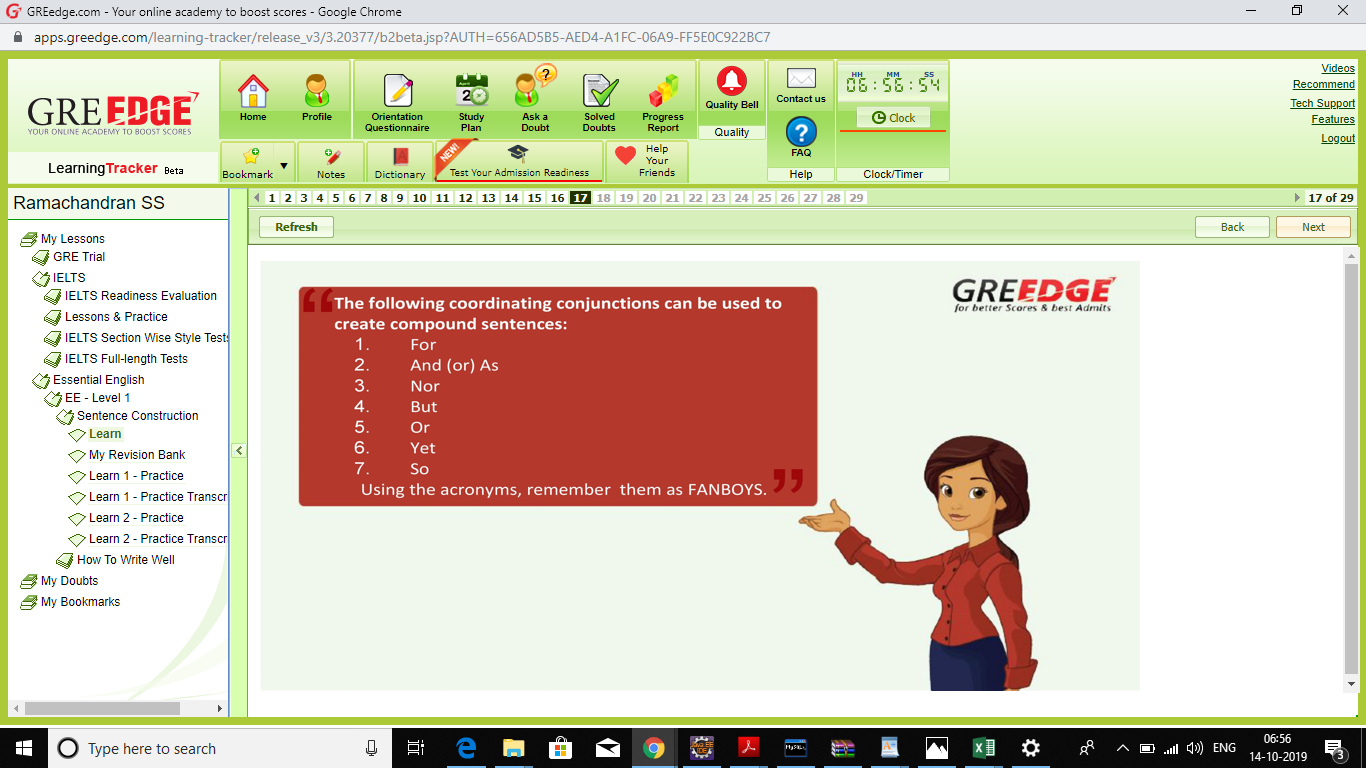 GREedge.com - Your online academy to boost scores - Google Chrome
apps.greedge.com/learning-tracker/release_v3/3.20377/b2beta.jsp?AUTH=656AD5B5-AED4-A1FC-06A9-FF5E0C922BC7
GREEDGE
YOUR ONLINE ACADEMY TO BOOST SCORES
LearningTracker Beta
Home
Profile
Orientation
Questionnaire
Study
Plan
Ask a
Doubt
Solved
Doubts
Progress
Report
Quality Bell
Quality
Contact us
FAQ
Help
HH MM SS
06:56:54
Clock
Clock/Timer
Videos
Recommend
Tech Support
Features
Logout
Bookmark
Notes
Dictionary
NEW!
Test Your Admission Readiness
Help
Your
Friends
Ramachandran SS
1 2 3 4 5 6 7 8 9 10 11 12 13 14 15 16 17 18 19 20 21 22 23 24 25 26 27 28 29
17 of 29
Refresh
Back
Next
My Lessons
GRE Trial
IELTS
IELTS Readiness Evaluation
Lessons & Practice
IELTS Section Wise Style Tests
IELTS Full-length Tests
Essential English
EE - Level 1
Sentence Construction
Learn
My Revision Bank
Learn 1 - Practice
Learn 1 - Practice Transcr
Learn 2 - Practice
Learn 2 - Practice Transcr
How To Write Well
My Doubts
My Bookmarks
GREEDGE
for better Scores & best Admits
“The following coordinating conjunctions can be used to
create compound sentences:
1. For
2. And (or) As
3. Nor
4. But
5. Or
6. Yet
7. So
Using the acronyms, remember them as FANBOYS.”
Type here to search
ENG
06:56
14-10-2019
3